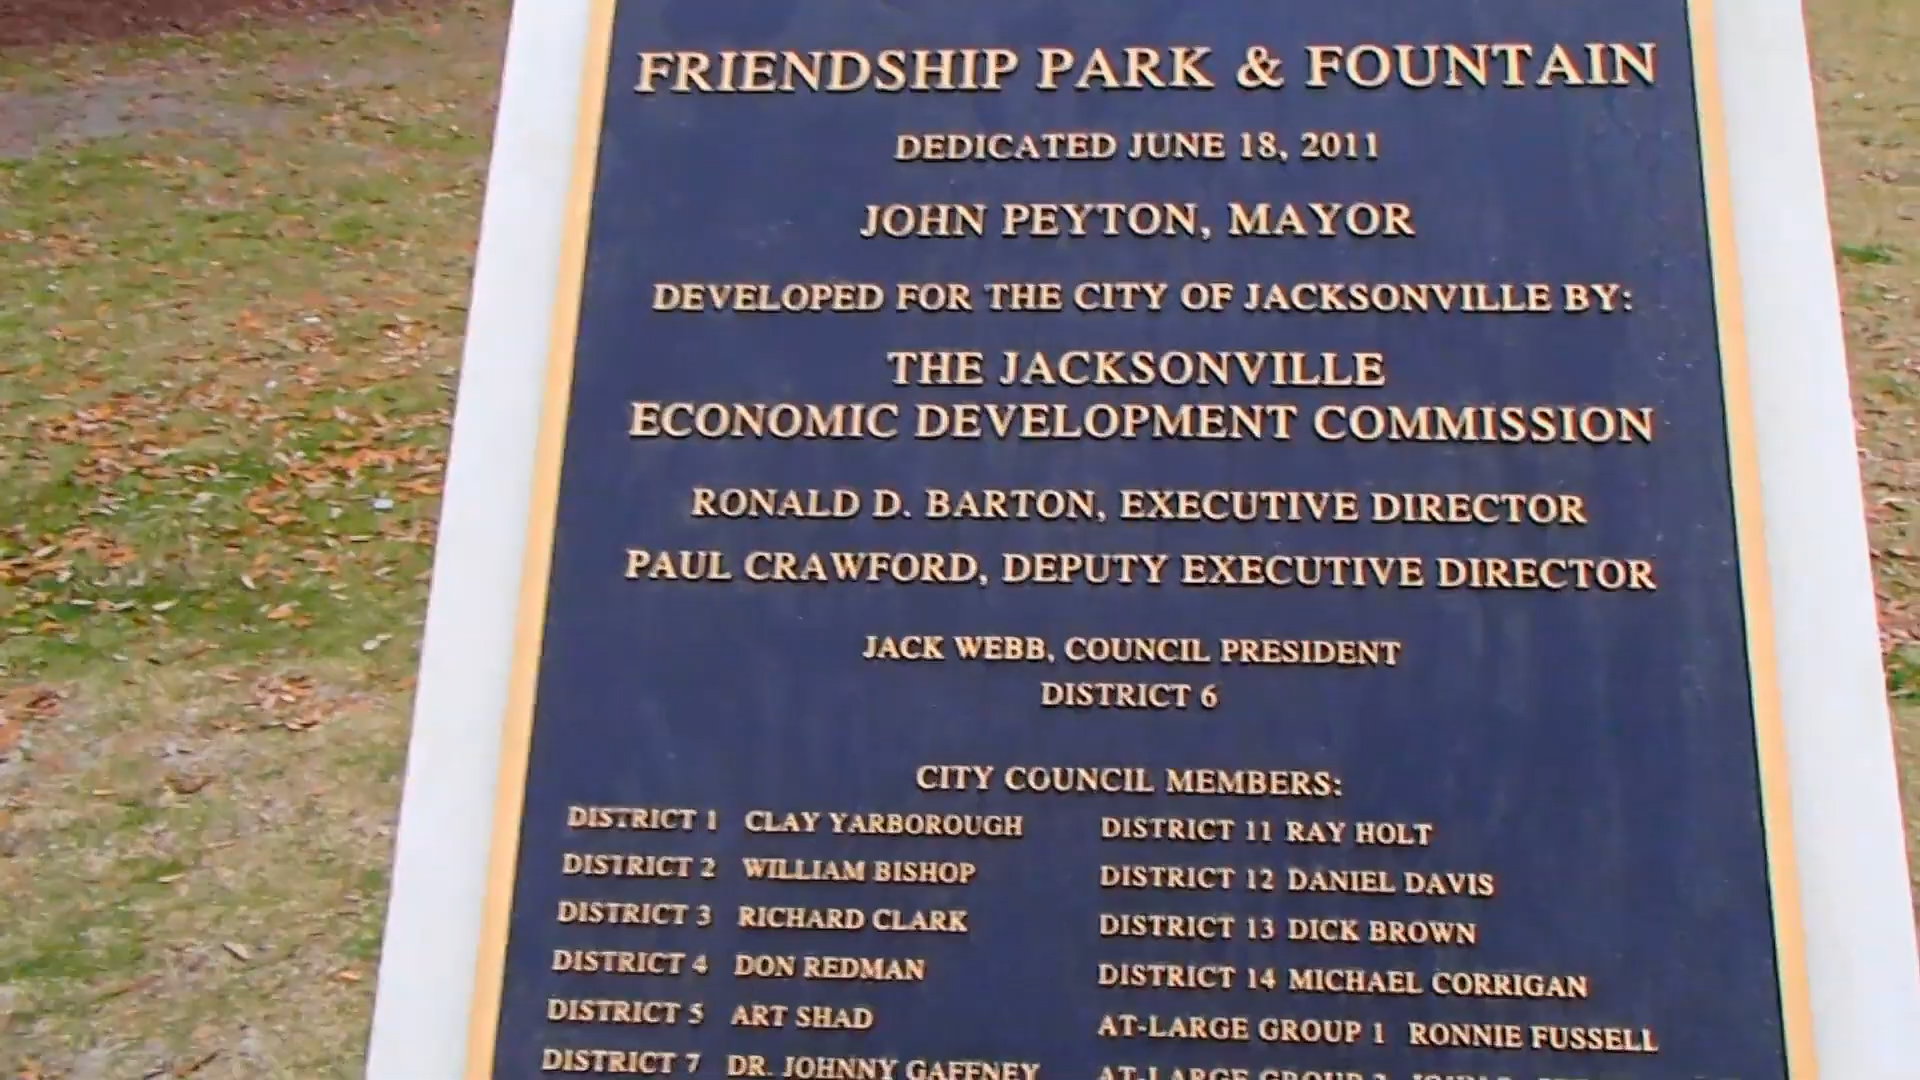 FRIENDSHIP PARK & FOUNTAIN
DEDICATED JUNE 18, 2011
JOHN PEYTON, MAYOR
DEVELOPED FOR THE CITY OF JACKSONVILLE BY:
THE JACKSONVILLE
ECONOMIC DEVELOPMENT COMMISSION
RONALD D. BARTON, EXECUTIVE DIRECTOR
PAUL CRAWFORD, DEPUTY EXECUTIVE DIRECTOR
JACK WEBB, COUNCIL PRESIDENT
DISTRICT 6
CITY COUNCIL MEMBERS:
DISTRICT 1 CLAY YARBOROUGH
DISTRICT 2 WILLIAM BISHOP
DISTRICT 3 RICHARD CLARK
DISTRICT 4 DON REDMAN
DISTRICT 5 ART SHAD
DISTRICT 7 DR. JOHNNY GAFFNEY
DISTRICT 11 RAY HOLT
DISTRICT 12 DANIEL DAVIS
DISTRICT 13 DICK BROWN
DISTRICT 14 MICHAEL CORRIGAN
AT-LARGE GROUP 1 RONNIE FUSSELL
AT-LARGE GROUP